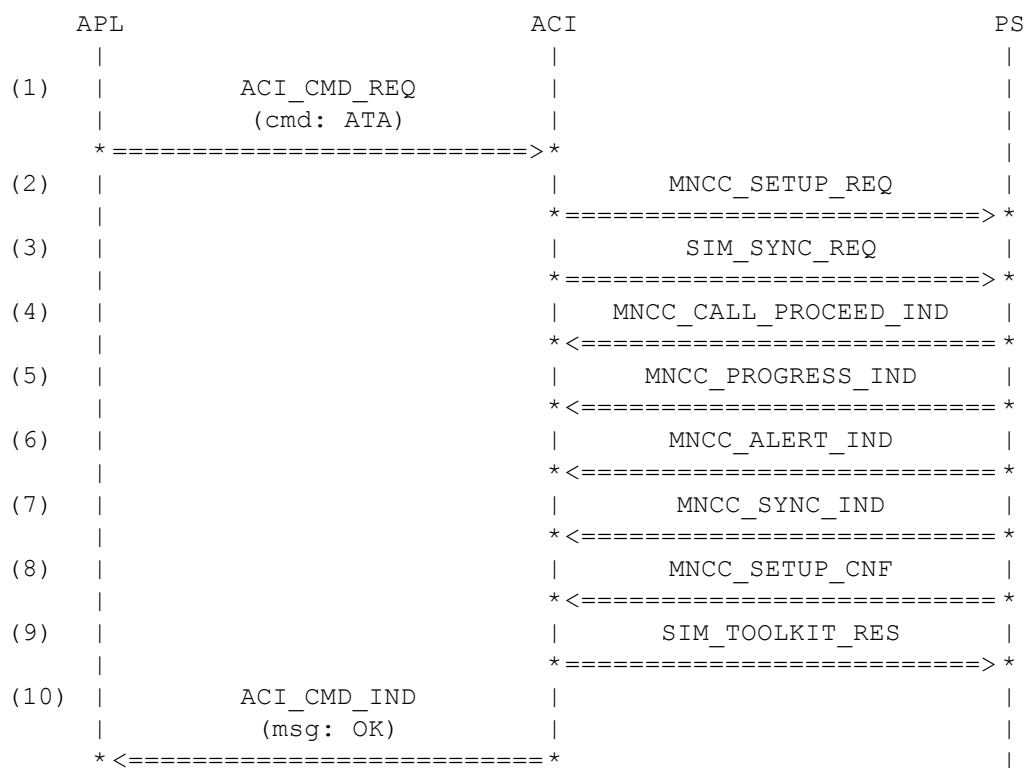 APL ACI PS
(1) ACI_CMD_REQ
(cmd: ATA)
(2) MNCC_SETUP_REQ
(3) SIM_SYNC_REQ
(4) MNCC_CALL_PROCEED_IND
(5) MNCC_PROGRESS_IND
(6) MNCC_ALERT_IND
(7) MNCC_SYNC_IND
(8) MNCC_SETUP_CNF
(9) SIM_TOOLKIT_RES
(10) ACI_CMD_IND
(msg: OK)